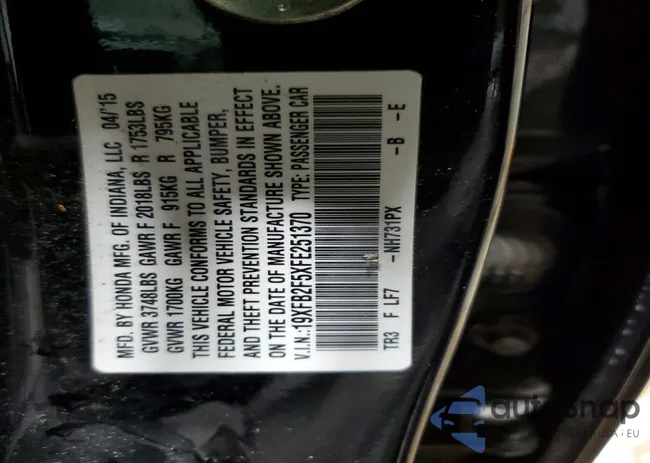 MFD. BY HONDA MFG. OF INDIANA, LLC 04/'15
GVWR 3748LBS GAWR F 2018LBS R 1753LBS
GVWR 1700KG GAWR F 915KG R 795KG
THIS VEHICLE CONFORMS TO ALL APPLICABLE
FEDERAL MOTOR VEHICLE SAFETY, BUMPER,
AND THEFT PREVENTION STANDARDS IN EFFECT
ON THE DATE OF MANUFACTURE SHOWN ABOVE.
V.I.N.:19XFB2F5XFE251370 TYPE: PASSENGER CAR
TR3 F LF7 -NH731PX -B -E
autosnap
EU